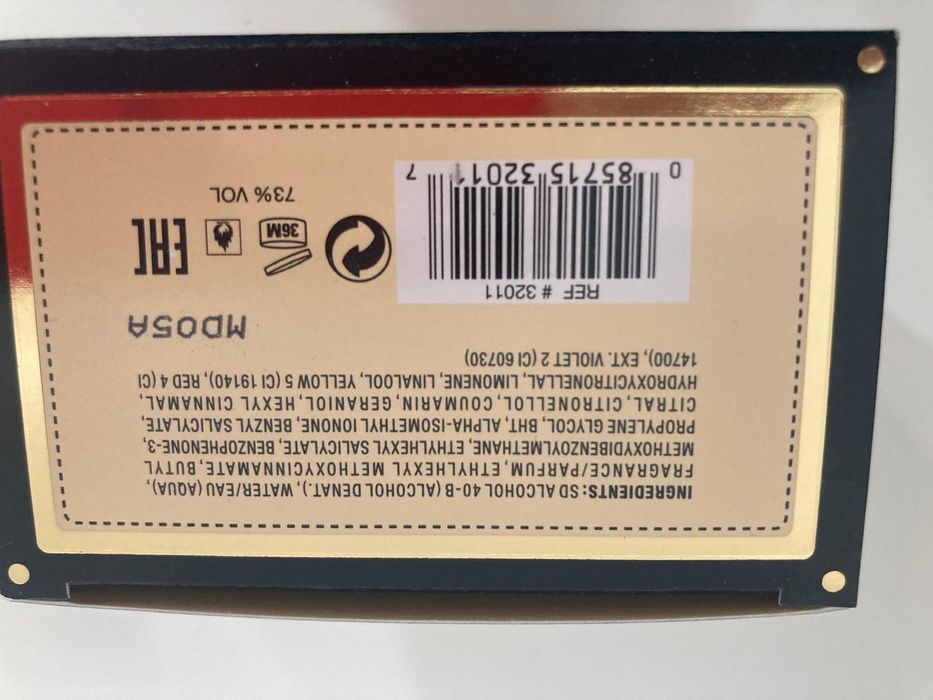 INGREDIENTS: SD ALCOHOL 40-B (ALCOHOL DENAT.), WATER/EAU (AQUA),
FRAGRANCE/PARFUM, ETHYLHEXYL METHOXYCINNAMATE, BUTYL
METHOXYDIBENZOYLMETHANE, ETHYLHEXYL SALICYLATE, BENZOPHENONE-3,
PROPYLENE GLYCOL, BHT, ALPHA-ISOMETHYL IONONE, BENZYL SALICYLATE,
CITRAL, CITRONELLOL, COUMARIN, GERANIOL, HEXYL CINNAMAL,
HYDROXYCITRONELLAL, LIMONENE, LINALOOL, YELLOW 5 (CI 19140), RED 4 (CI
14700), EXT. VIOLET 2 (CI 60730)
MD05A
REF # 32011
0 85715 32011 7
36M
EAC
73% VOL